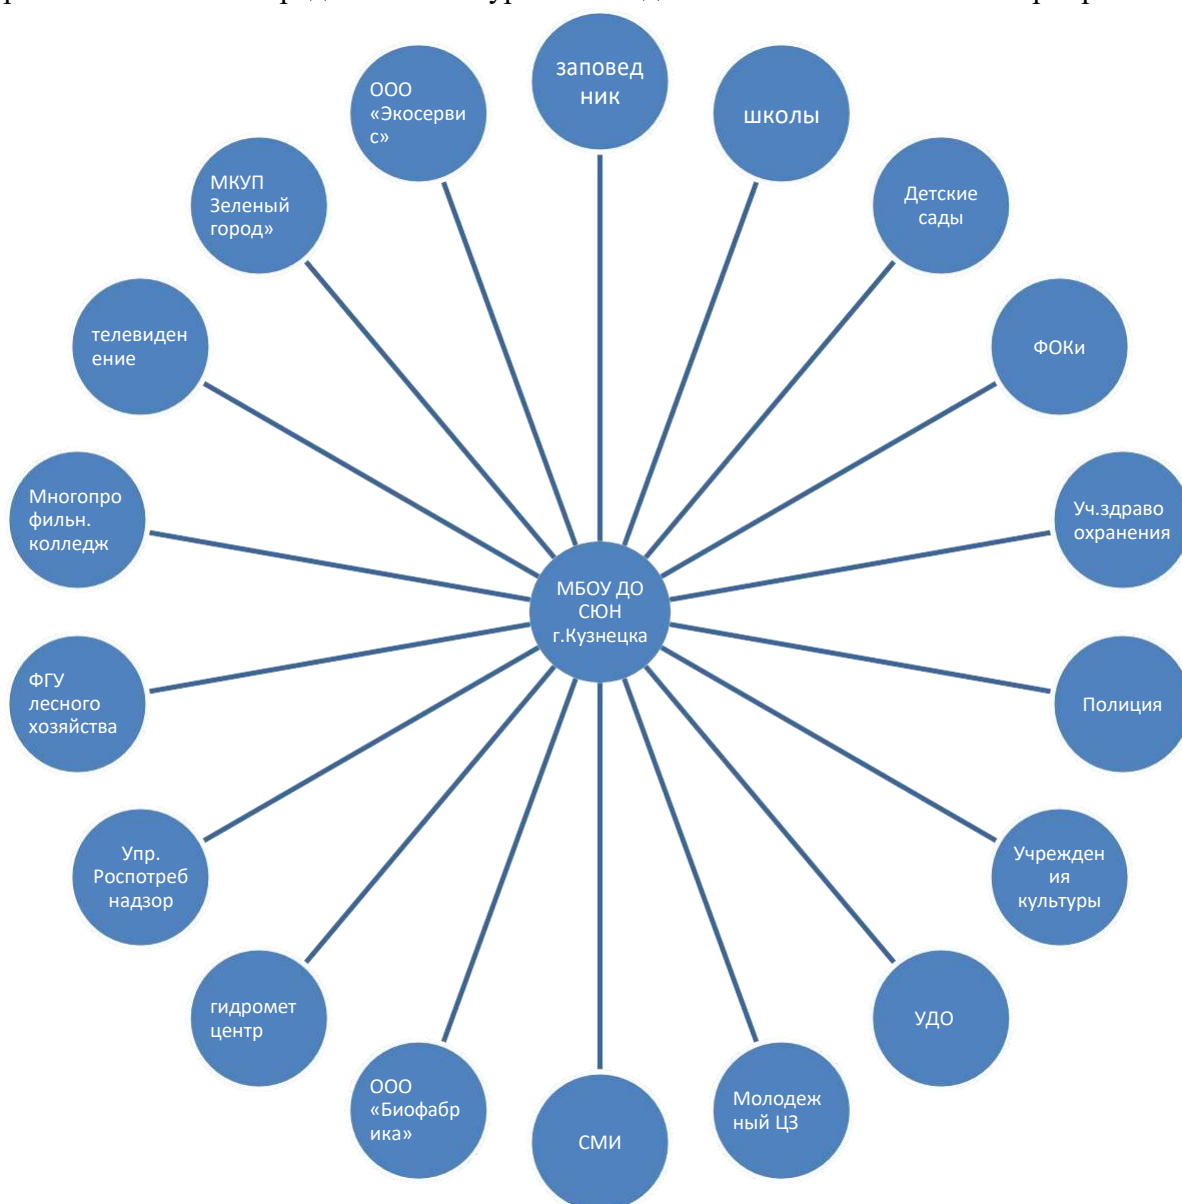 заповед
ник
школы
Детские
сады
ФОКи
Уч.здраво
охранения
Полиция
Учрежден
ия
культуры
УДО
Молодеж
ный ЦЗ
СМИ
ООО
«Биофабр
ика»
гидромет
центр
Упр.
Роспотреб
надзор
ФГУ
лесного
хозяйства
Многопро
фильн.
колледж
телевиден
ение
МКУП
Зеленый
город»
ООО
«Экосерви
с»
МБОУ ДО
СЮН
г.Кузнецка